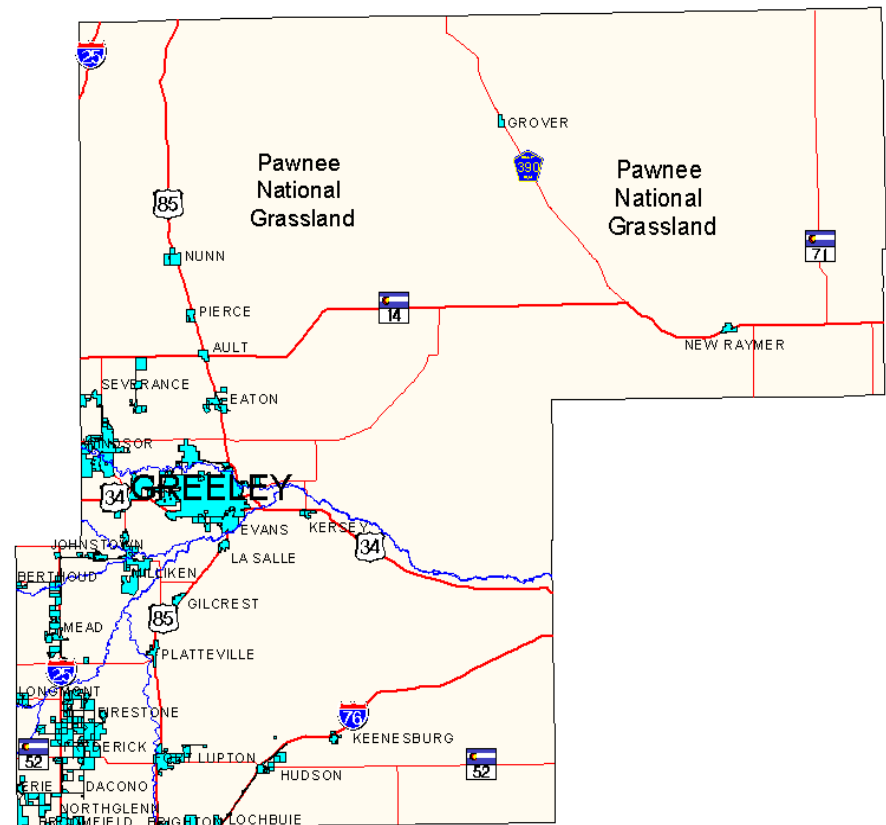 25
GROVER
Pawnee
National
Grassland
390
Pawnee
National
Grassland
85
71
NUNN
14
PIERCE
NEW RAYMER
AULT
SEVERANCE
EATON
WINDSOR
34
GREELEY
EVANS
KERSEY
34
JOHNSTOWN
LA SALLE
BERTHOUD
MILLIKEN
GILCREST
85
MEAD
PLATTEVILLE
25
LONGMONT
FIRESTONE
76
KEENESBURG
52
DERICK
LUPTON
52
HUDSON
ERIE
DACONO
NORTHGLENN
BRIGHTON
LOCHBUIE